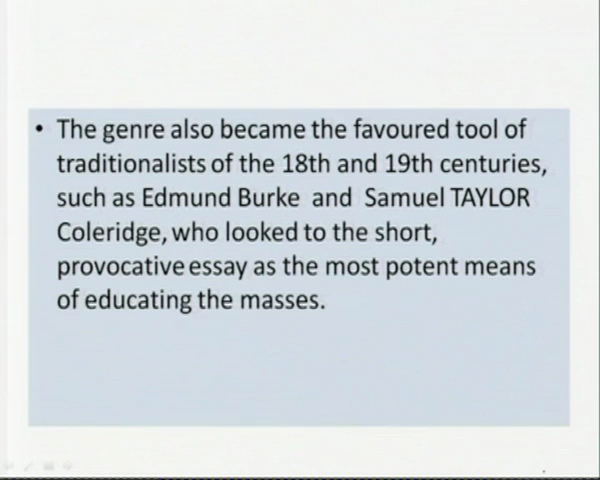 • The genre also became the favoured tool of
traditionalists of the 18th and 19th centuries,
such as Edmund Burke and Samuel TAYLOR
Coleridge, who looked to the short,
provocative essay as the most potent means
of educating the masses.